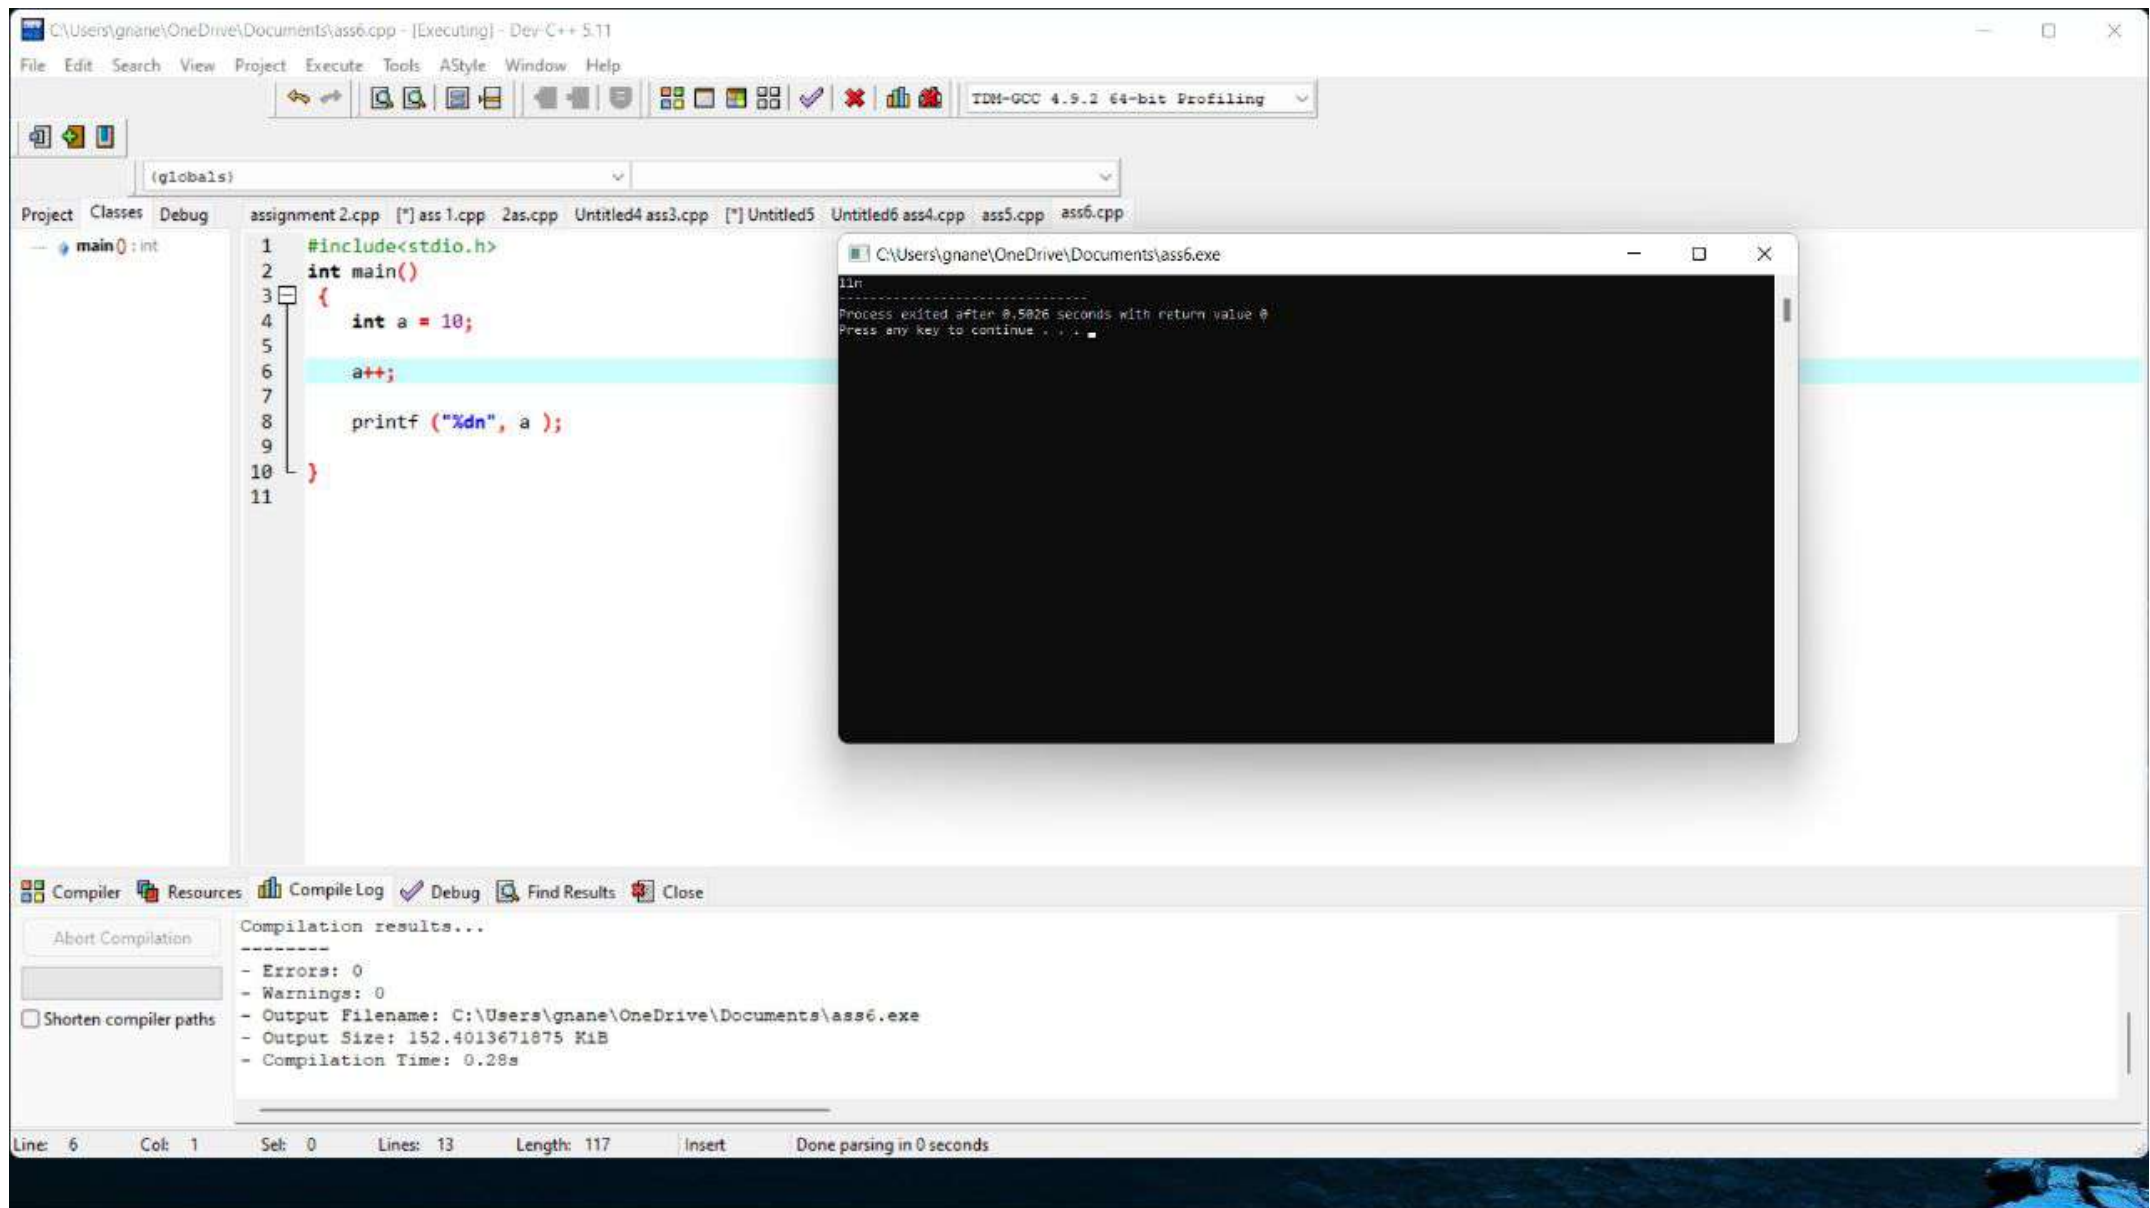 C:\Users\gnane\OneDrive\Documents\ass6.cpp - [Executing] - Dev-C++ 5.11
File Edit Search View Project Execute Tools AStyle Window Help
TDM-GCC 4.9.2 64-bit Profiling
(globals)
Project Classes Debug
assignment 2.cpp [*] ass 1.cpp 2as.cpp Untitled4 ass3.cpp [*] Untitled5 Untitled6 ass4.cpp ass5.cpp ass6.cpp
main () : int
1 #include<stdio.h>
2 int main()
3 {
4 int a = 10;
5
6 a++;
7
8 printf ("%dn", a );
9
10 }
11
C:\Users\gnane\OneDrive\Documents\ass6.exe
11n
--------------------------------
Process exited after 0.5026 seconds with return value 0
Press any key to continue . . .
Compiler Resources Compile Log Debug Find Results Close
Abort Compilation
Shorten compiler paths
Compilation results...
--------
- Errors: 0
- Warnings: 0
- Output Filename: C:\Users\gnane\OneDrive\Documents\ass6.exe
- Output Size: 152.4013671875 KiB
- Compilation Time: 0.28s
Line: 6 Col: 1 Sel: 0 Lines: 13 Length: 117 Insert Done parsing in 0 seconds